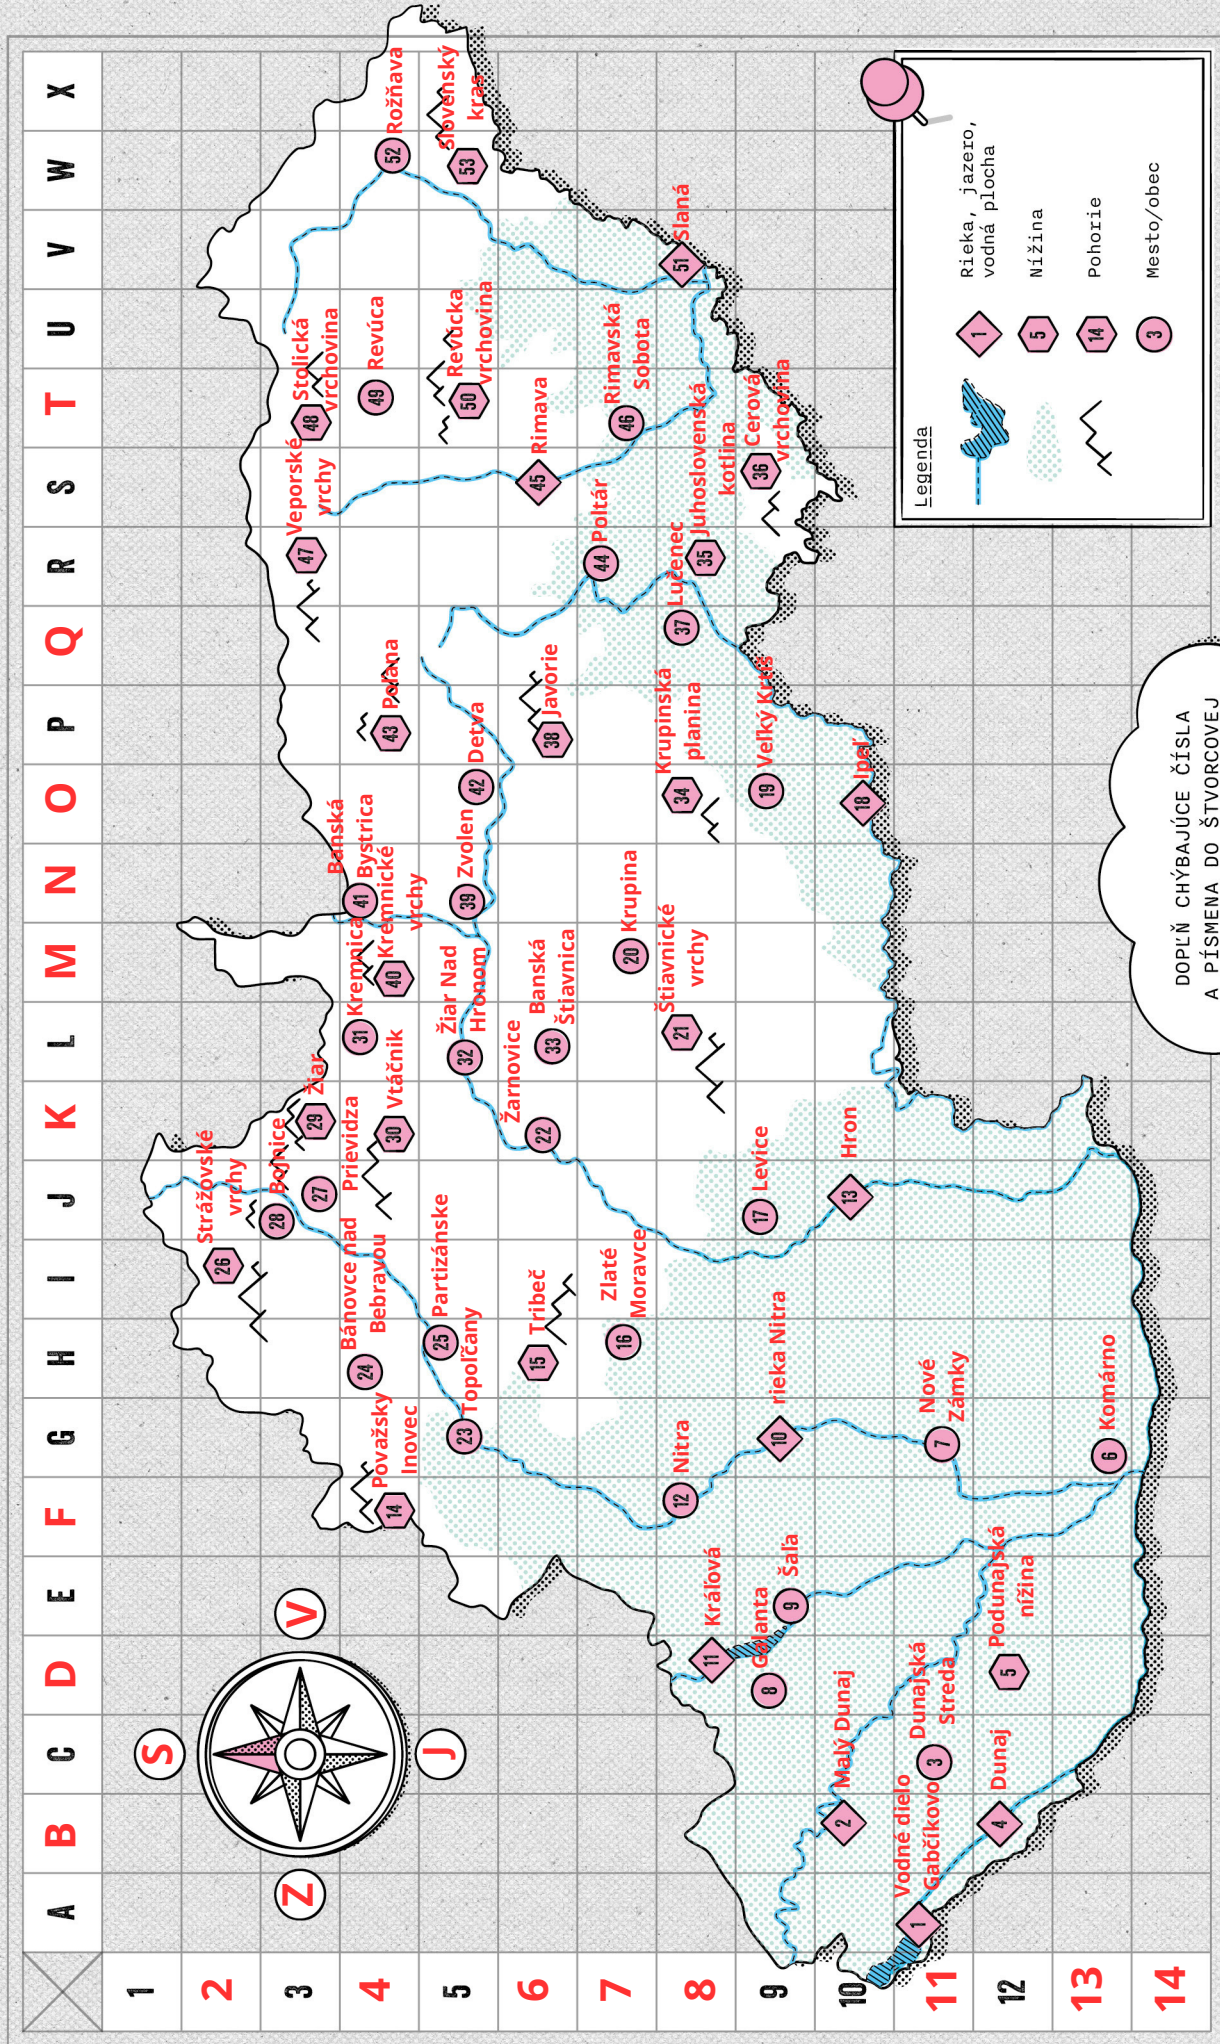 A B C D E F G H I J K L M N O P Q R S T U V W X
1
2
3
4
5
6
7
8
9
10
11
12
13
14
S
Z
V
J
26 Strážovské
vrchy
28 Bojnice
27 Prievidza
29 Žiar
30 Vtáčnik
31 Kremnica
40 Kremnické
vrchy
41 Banská
Bystrica
43 Poľana
47 Veporské
vrchy
48 Stolická
vrchovina
49 Revúca
52 Rožňava
14 Považsky
Inovec
24 Bánovce nad
Bebravou
25 Partizánske
23 Topoľčany
32 Žiar Nad
Hronom
39 Zvolen
42 Detva
50 Revúcka
vrchovina
53 slovenský
kras
15 Tribeč
22 Žarnovice
33 Banská
Štiavnica
38 Javorie
45 Rimava
16 Zlaté
Moravce
20 Krupina
44 Poltár
46 Rimavská
Sobota
11 Kráľová
12 Nitra
21 Štiavnické
vrchy
34 Krupinská
planina
37 Lučenec
35 Juhoslovenská
kotlina
51 Slaná
8 Galanta
9 Šaľa
10 rieka Nitra
17 Levice
19 Veľký Krtíš
36 Cerová
vrchovina
2 Malý Dunaj
13 Hron
18 Ipeľ
1 Vodné dielo
Gabčíkovo
3 Dunajská
Streda
7 Nové
Zámky
4 Dunaj
5 Podunajská
nížina
6 Komárno
Legenda
1 Rieka, jazero,
vodná plocha
5 Nížina
14 Pohorie
3 Mesto/obec
DOPLŇ CHÝBAJÚCE ČÍSLA
A PÍSMENA DO ŠTVORCOVEJ